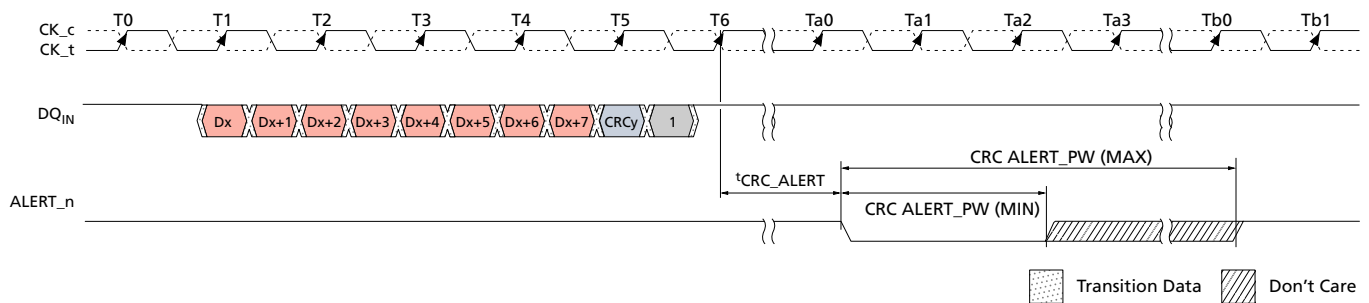 T0 T1 T2 T3 T4 T5 T6 Ta0 Ta1 Ta2 Ta3 Tb0 Tb1
CK_c
CK_t
DQIN
Dx Dx+1 Dx+2 Dx+3 Dx+4 Dx+5 Dx+6 Dx+7 CRCy 1
CRC ALERT_PW (MAX)
tCRC_ALERT
CRC ALERT_PW (MIN)
ALERT_n
Transition Data Don't Care